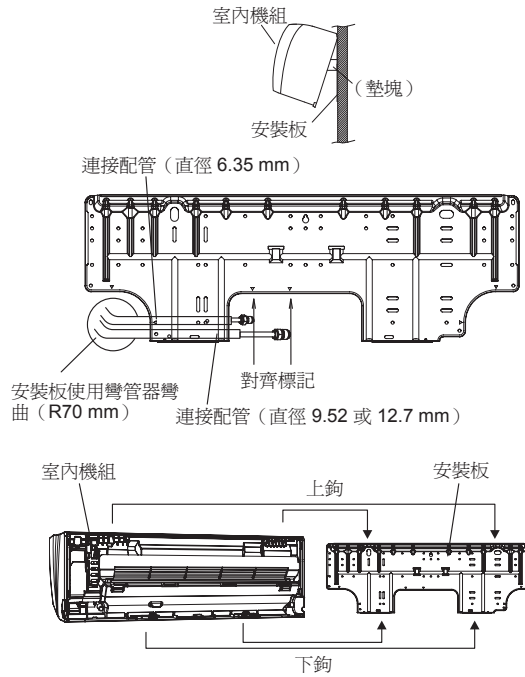 室內機組
（墊塊）
安裝板
連接配管（直徑 6.35 mm）
對齊標記
安裝板使用彎管器彎
曲（R70 mm）
連接配管（直徑 9.52 或 12.7 mm）
室內機組
安裝板
上鉤
下鉤